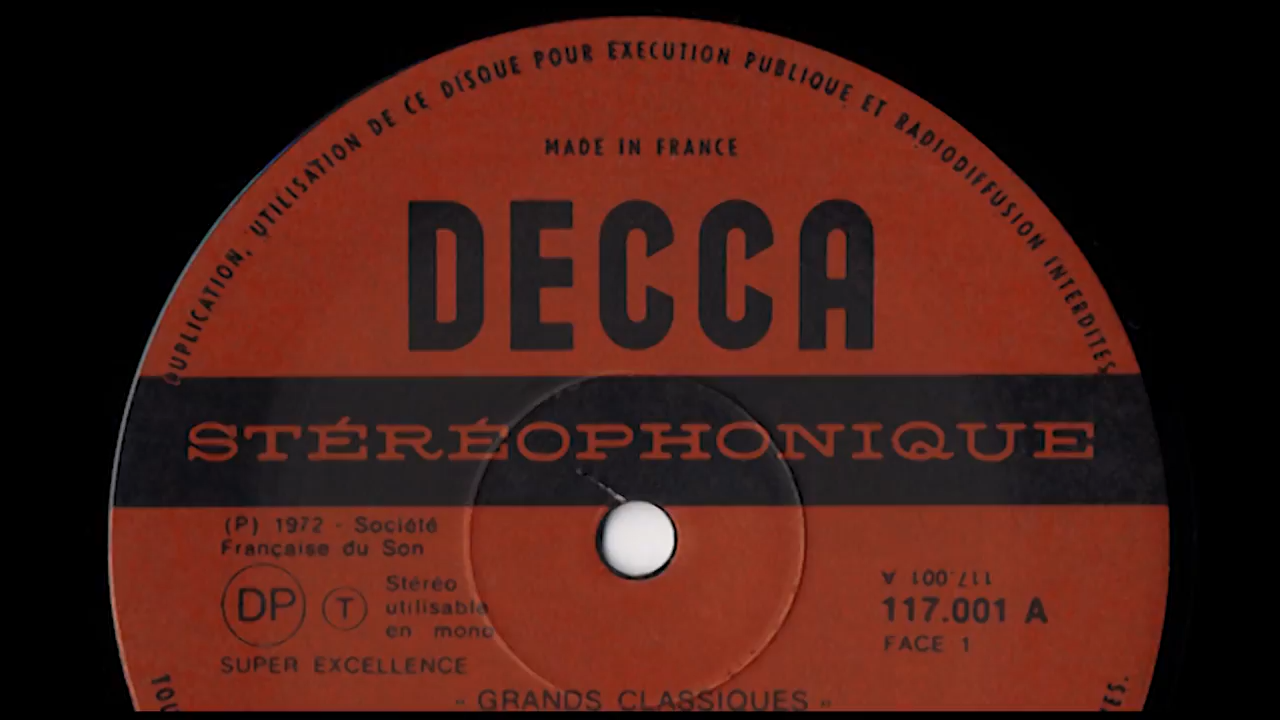 DUPLICATION, UTILISATION DE CE DISQUE POUR EXECUTION PUBLIQUE ET RADIODIFFUSION INTERDITES
MADE IN FRANCE
DECCA
STÉRÉOPHONIQUE
(P) 1972 - Société
Française du Son
DP
T
Stéréo
utilisable
en mono
SUPER EXCELLENCE
117.001 A
117.001 A
FACE 1
« GRANDS CLASSIQUES »